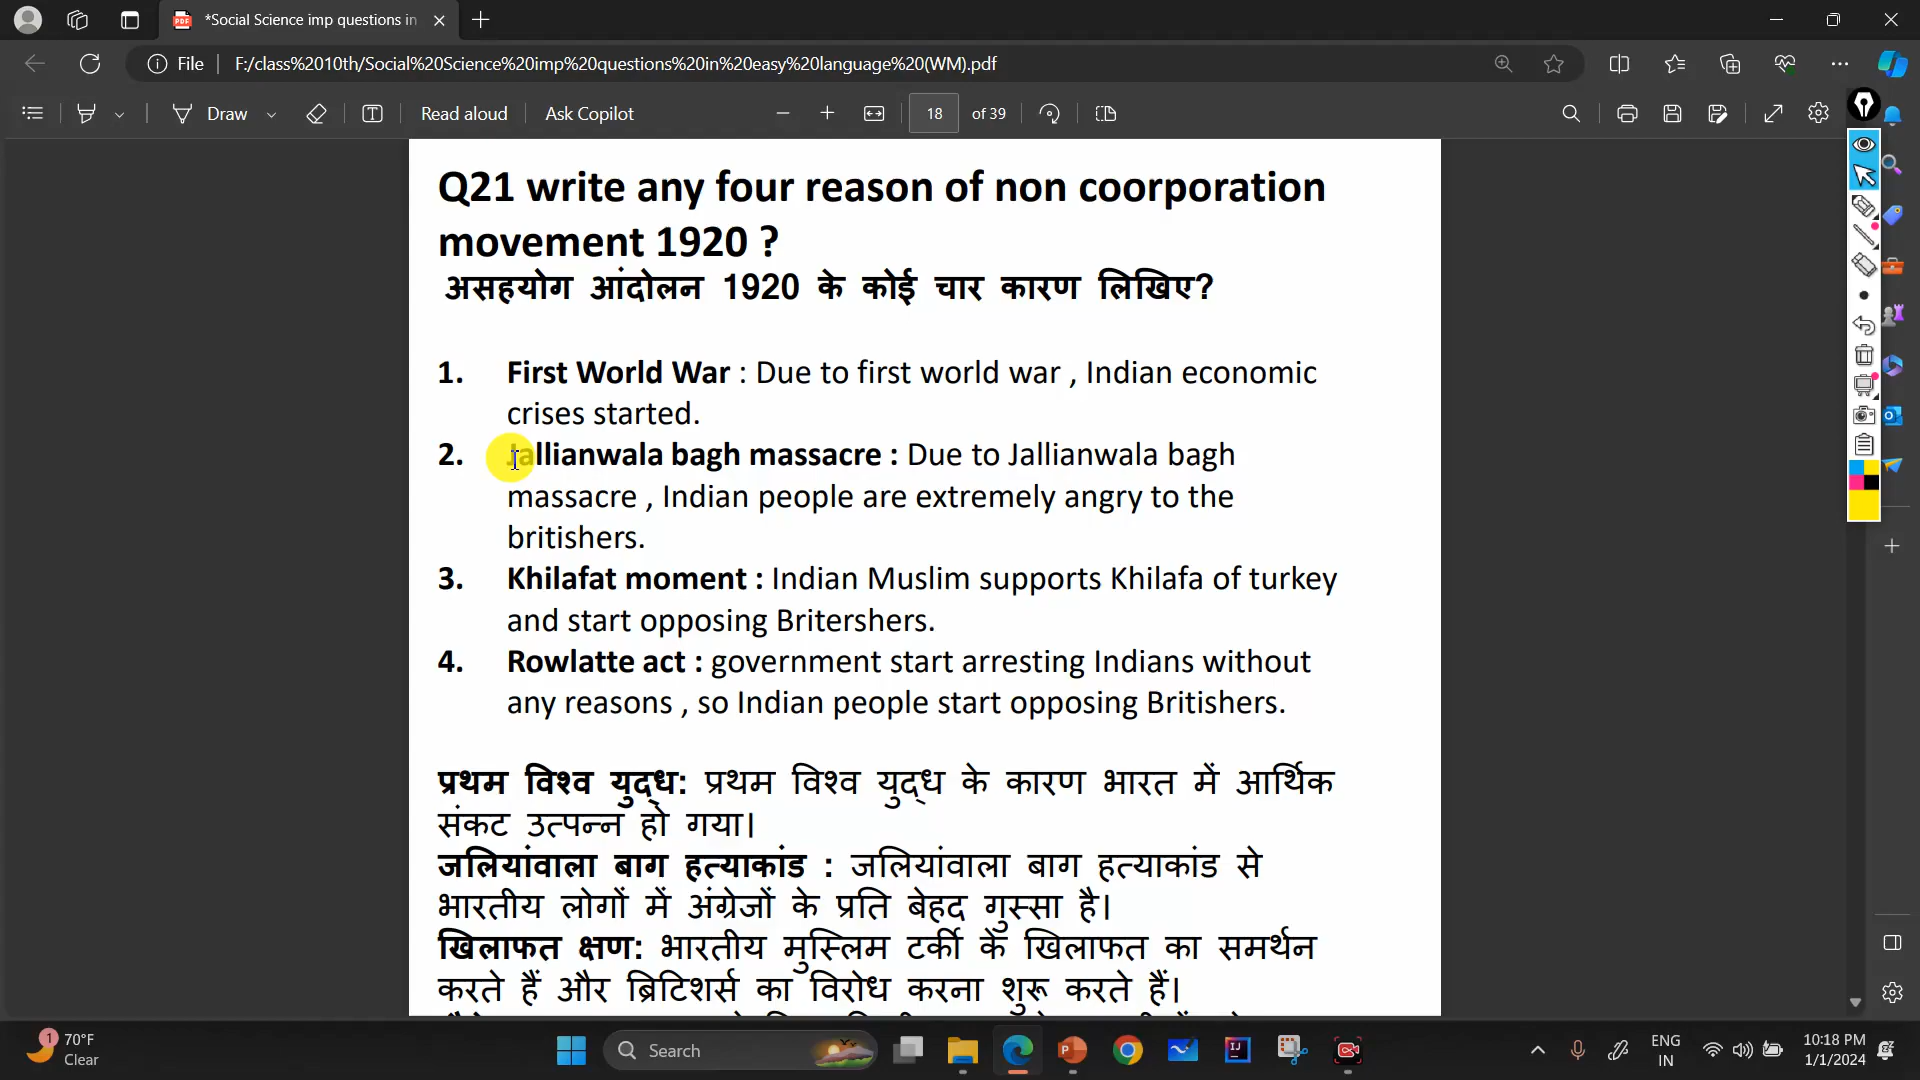 *Social Science imp questions in
File
F:/class%2010th/Social%20Science%20imp%20questions%20in%20easy%20language%20(WM).pdf
Draw
Read aloud
Ask Copilot
18
of 39
Q21 write any four reason of non coorporation
movement 1920 ?
असहयोग आंदोलन 1920 के कोई चार कारण लिखिए?
1. First World War : Due to first world war , Indian economic
crises started.
2. Jallianwala bagh massacre : Due to Jallianwala bagh
massacre , Indian people are extremely angry to the
britishers.
3. Khilafat moment : Indian Muslim supports Khilafa of turkey
and start opposing Britershers.
4. Rowlatte act : government start arresting Indians without
any reasons , so Indian people start opposing Britishers.
प्रथम विश्व युद्ध: प्रथम विश्व युद्ध के कारण भारत में आर्थिक
संकट उत्पन्न हो गया।
जलियांवाला बाग हत्याकांड : जलियांवाला बाग हत्याकांड से
भारतीय लोगों में अंग्रेजों के प्रति बेहद गुस्सा है।
खिलाफत क्षण: भारतीय मुस्लिम टर्की के खिलाफत का समर्थन
करते हैं और ब्रिटिशर्स का विरोध करना शुरू करते हैं।
1
70°F
Clear
Search
ENG
IN
10:18 PM
1/1/2024